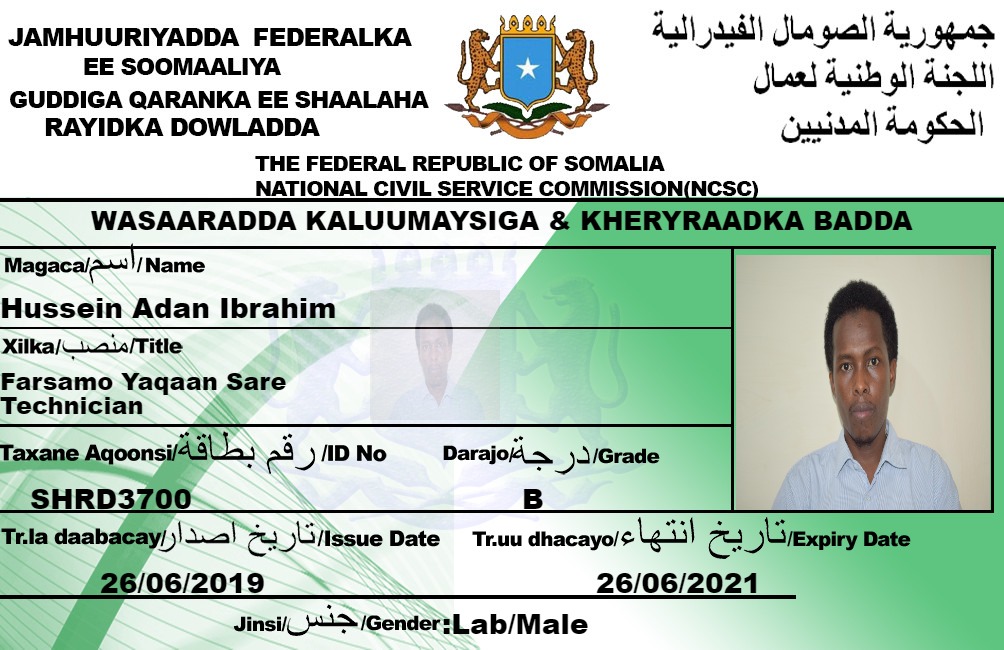 JAMHUURIYADDA FEDERALKA
EE SOOMAALIYA
GUDDIGA QARANKA EE SHAALAHA
RAYIDKA DOWLADDA
جمهورية الصومال الفيدرالية
اللجنة الوطنية لعمال
الحكومة المدنيين
THE FEDERAL REPUBLIC OF SOMALIA
NATIONAL CIVIL SERVICE COMMISSION(NCSC)
WASAARADDA KALUUMAYSIGA & KHERYRAADKA BADDA
Magaca/اسم/Name
Hussein Adan Ibrahim
Xilka/منصب/Title
Farsamo Yaqaan Sare
Technician
Taxane Aqoonsi/رقم بطاقة/ID No
Darajo/درجة/Grade
SHRD3700
B
Tr.la daabacay/تاريخ اصدار/Issue Date
Tr.uu dhacayo/تاريخ انتهاء/Expiry Date
26/06/2019
26/06/2021
Jinsi/جنس/Gender:Lab/Male